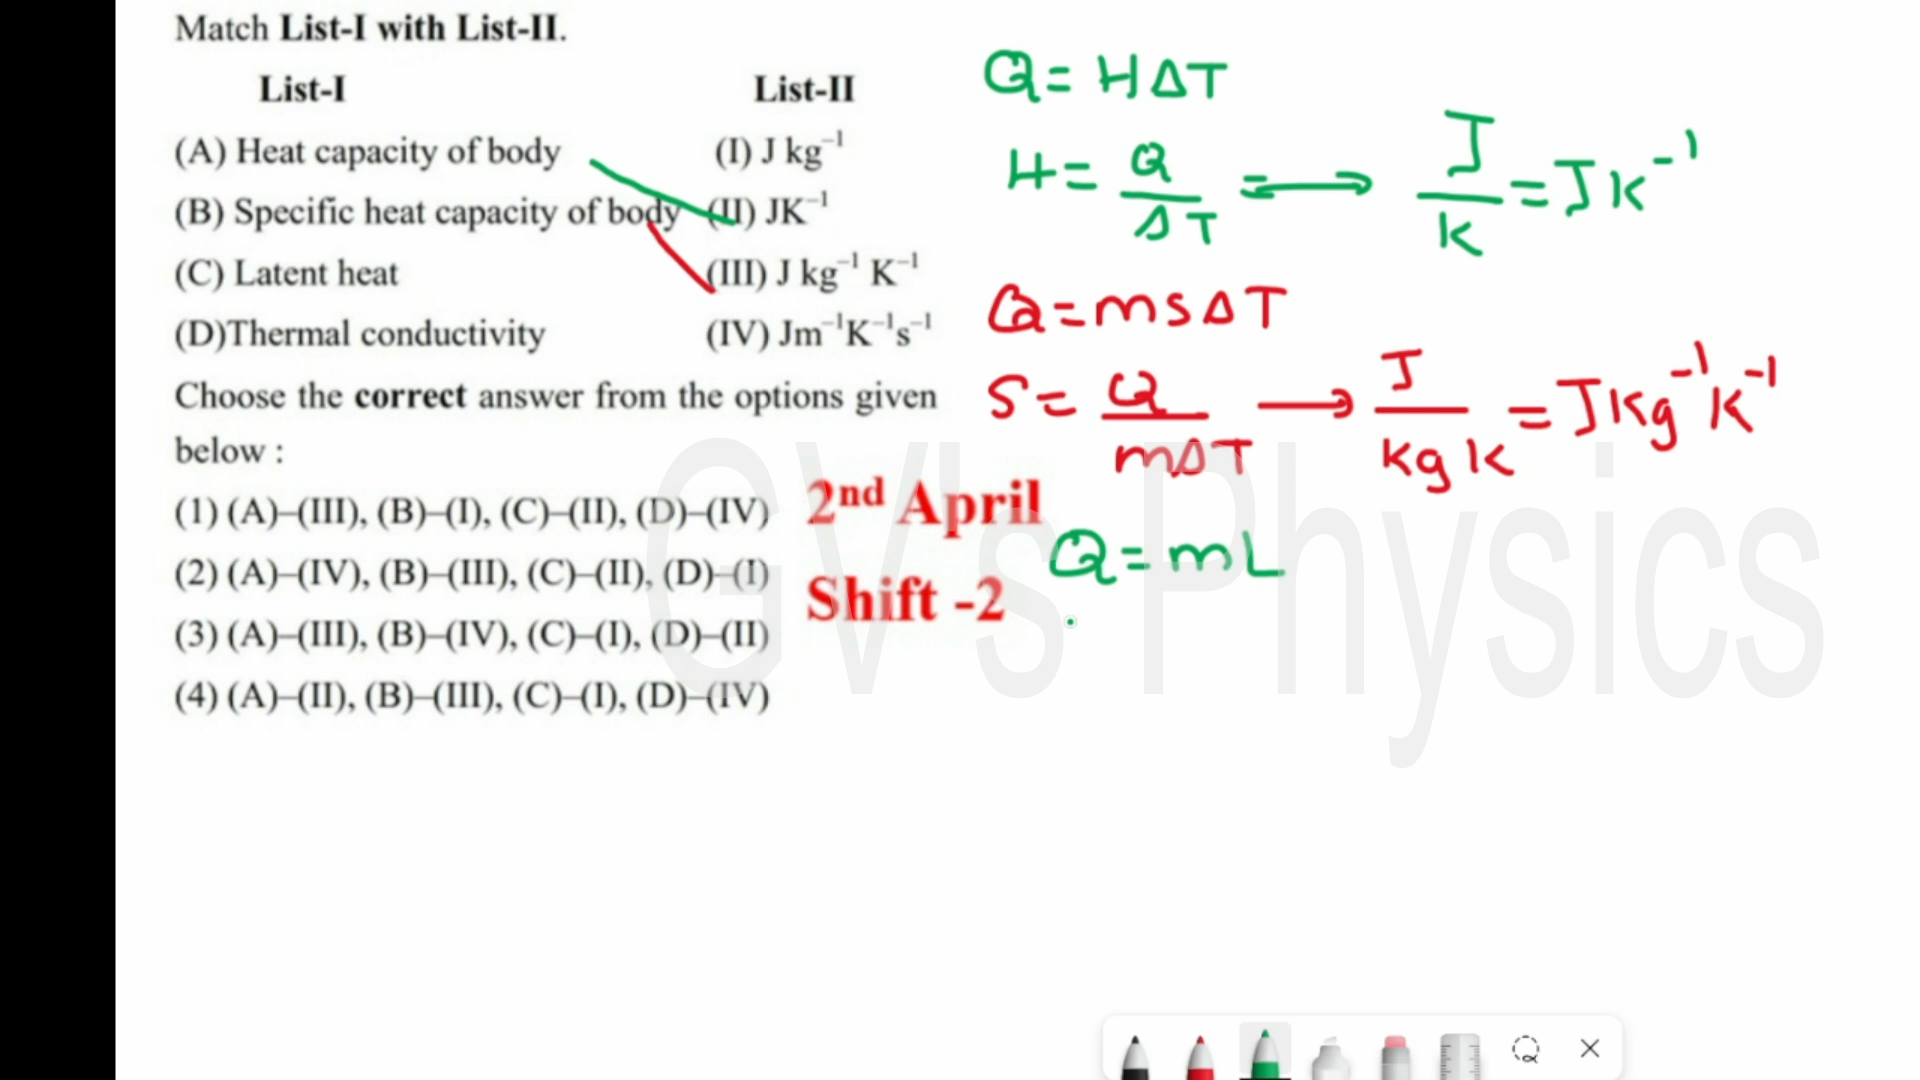 Match List-I with List-II.
List-I List-II
(A) Heat capacity of body (I) J kg⁻¹
(B) Specific heat capacity of body (II) JK⁻¹
(C) Latent heat (III) J kg⁻¹ K⁻¹
(D)Thermal conductivity (IV) Jm⁻¹K⁻¹s⁻¹
Choose the correct answer from the options given
below :
(1) (A)–(III), (B)–(I), (C)–(II), (D)–(IV)
(2) (A)–(IV), (B)–(III), (C)–(II), (D)–(I)
(3) (A)–(III), (B)–(IV), (C)–(I), (D)–(II)
(4) (A)–(II), (B)–(III), (C)–(I), (D)–(IV)
2nd April
Shift -2
Q = HΔT
H = Q/ΔT = → J/K = JK⁻¹
Q = msΔT
S = Q/mΔT → J/kg K = Jkg⁻¹K⁻¹
Q = mL
GV's Physics